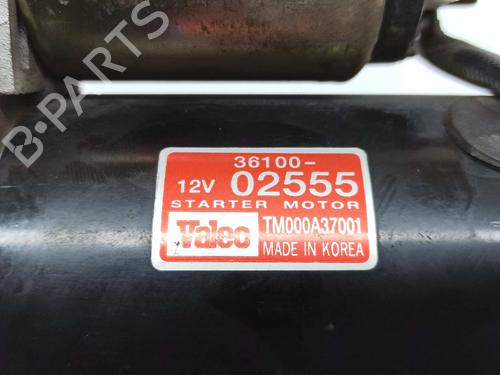 B-PARTS
36100-
12V 02555
STARTER MOTOR
Valeo TM000A37001
MADE IN KOREA